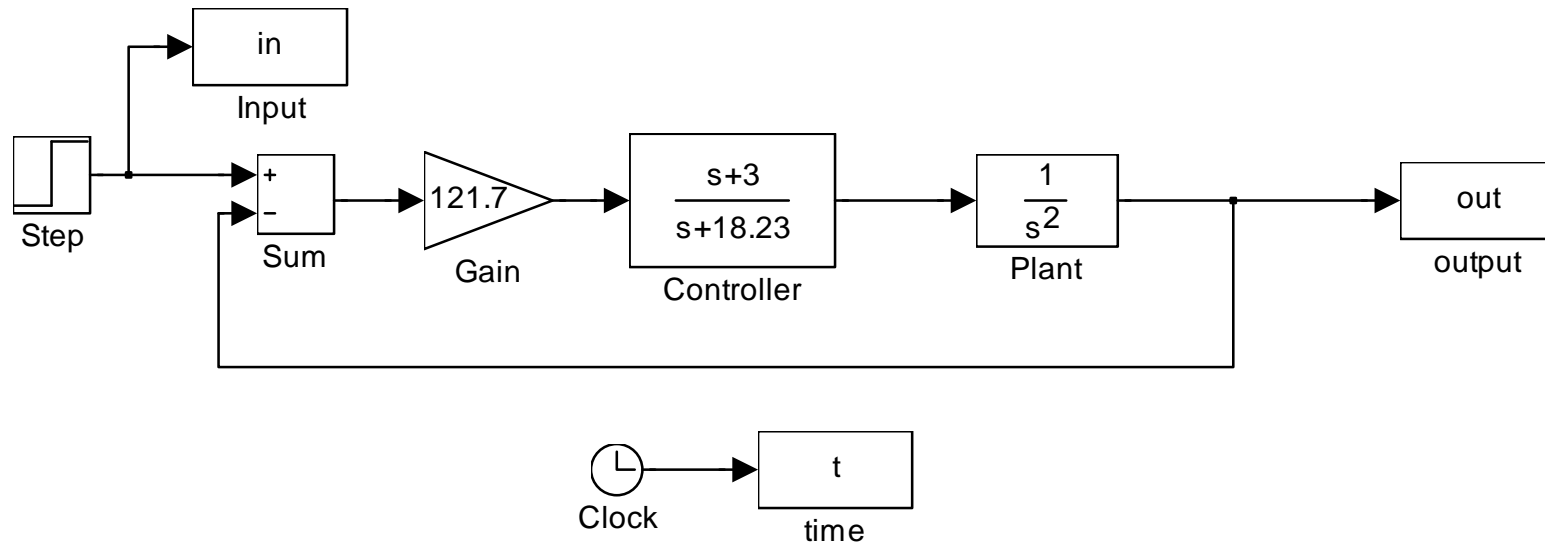 in
Input
Step
+
−
Sum
121.7
Gain
s+3
s+18.23
Controller
1
s2
Plant
out
output
Clock
t
time